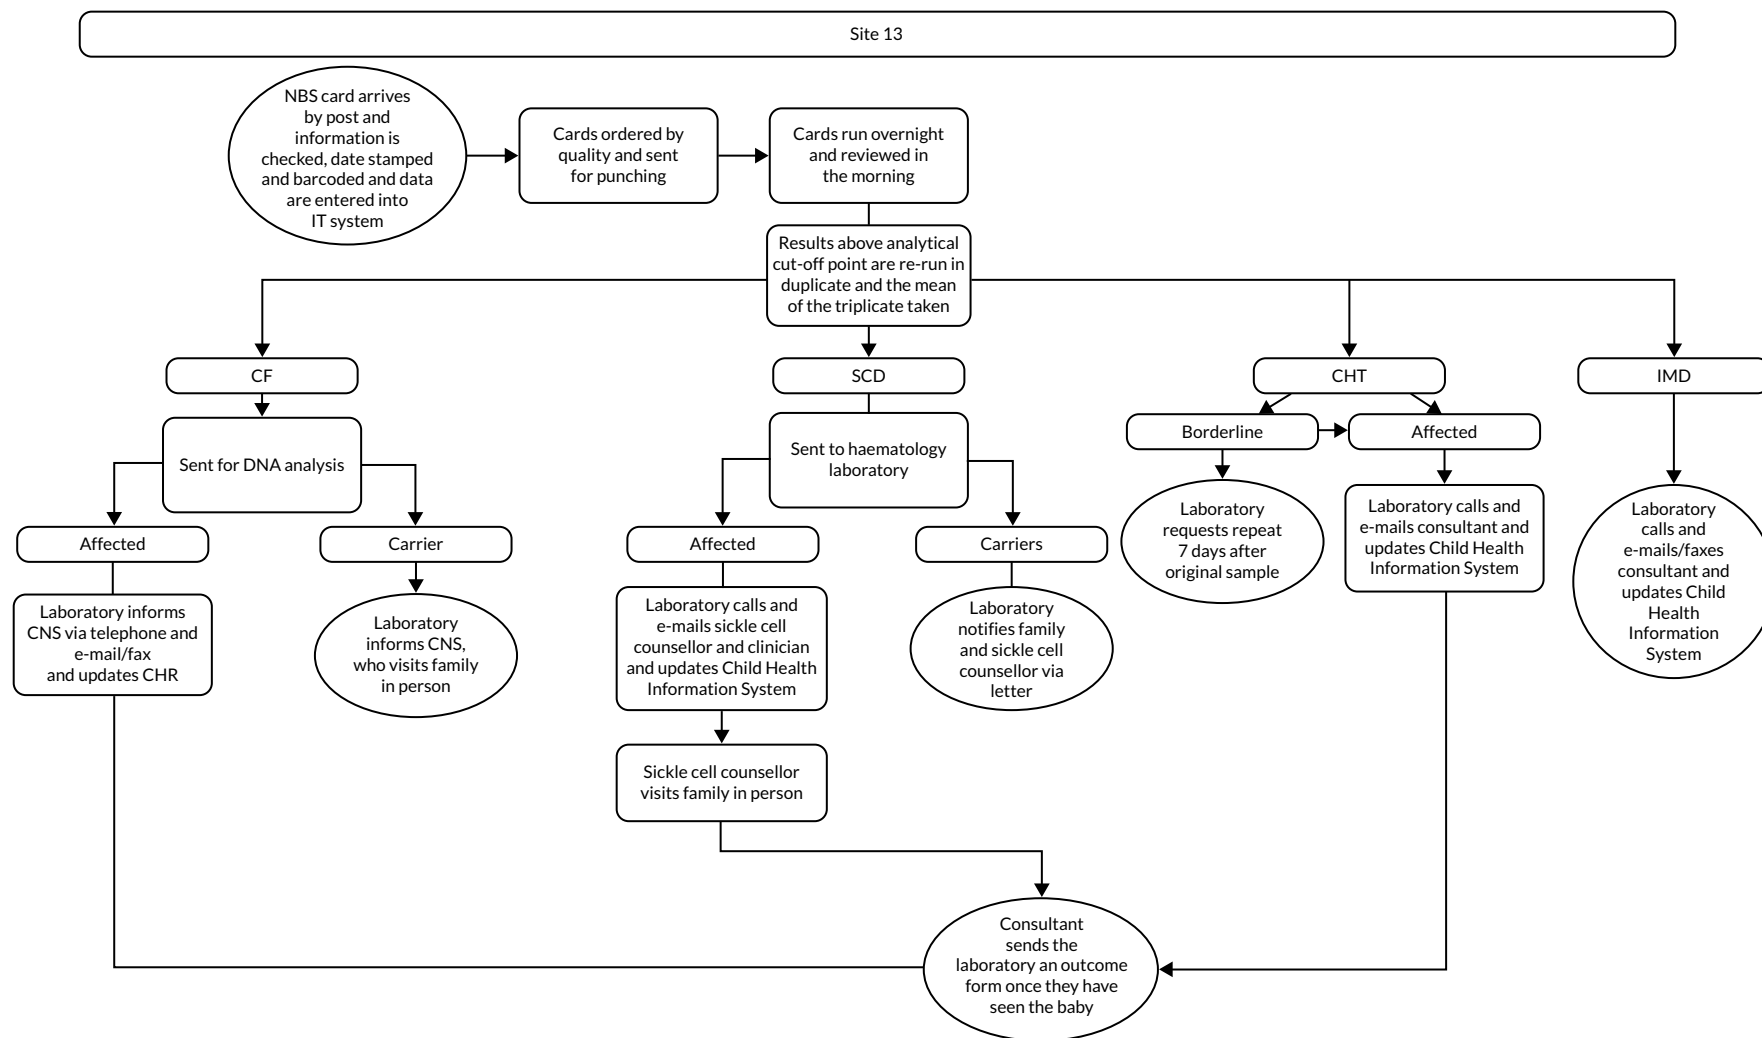 Site 13
NBS card arrives
by post and
information is
checked, date stamped
and barcoded and data
are entered into
IT system
Cards ordered by
quality and sent
for punching
Cards run overnight
and reviewed in
the morning
Results above analytical
cut-off point are re-run in
duplicate and the mean
of the triplicate taken
CF
SCD
CHT
IMD
Sent for DNA analysis
Sent to haematology
laboratory
Borderline
Affected
Affected
Carrier
Affected
Carriers
Laboratory
requests repeat
7 days after
original sample
Laboratory calls and
e-mails consultant and
updates Child Health
Information System
Laboratory
calls and
e-mails/faxes
consultant and
updates Child
Health
Information
System
Laboratory informs
CNS via telephone and
e-mail/fax
and updates CHR
Laboratory
informs CNS,
who visits family
in person
Laboratory calls and
e-mails sickle cell
counsellor and clinician
and updates Child Health
Information System
Laboratory
notifies family
and sickle cell
counsellor via
letter
Sickle cell counsellor
visits family in person
Consultant
sends the
laboratory an outcome
form once they have
seen the baby